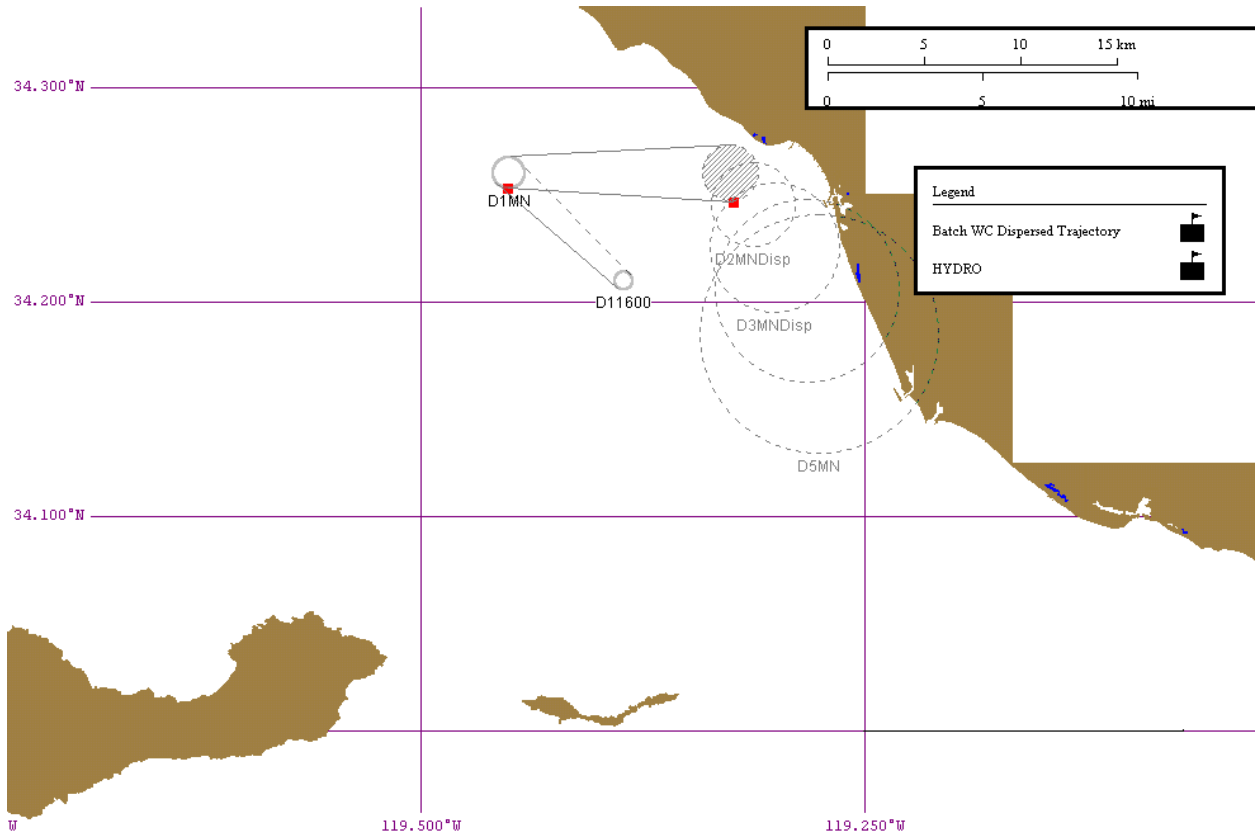 0 5 10 15 km
0 5 10 mi
34.300°N
Legend
Batch WC Dispersed Trajectory
HYDRO
D1MN
D2MNDisp
D11600
34.200°N
D3MNDisp
D5MN
34.100°N
W 119.500°W 119.250°W